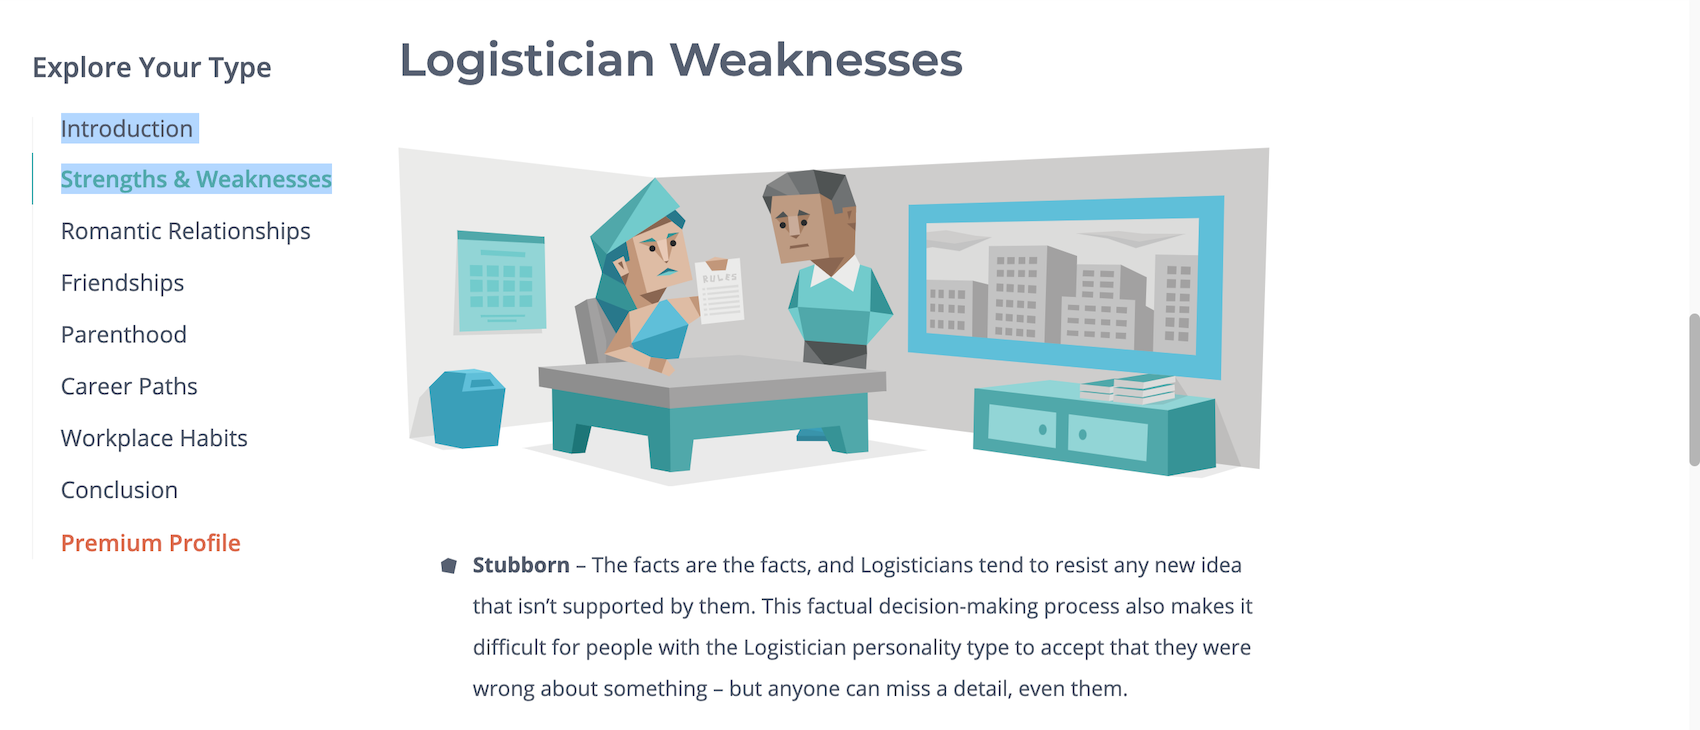 Explore Your Type
Introduction
Strengths & Weaknesses
Romantic Relationships
Friendships
Parenthood
Career Paths
Workplace Habits
Conclusion
Premium Profile
Logistician Weaknesses
RULES
Stubborn – The facts are the facts, and Logisticians tend to resist any new idea
that isn’t supported by them. This factual decision-making process also makes it
difficult for people with the Logistician personality type to accept that they were
wrong about something – but anyone can miss a detail, even them.